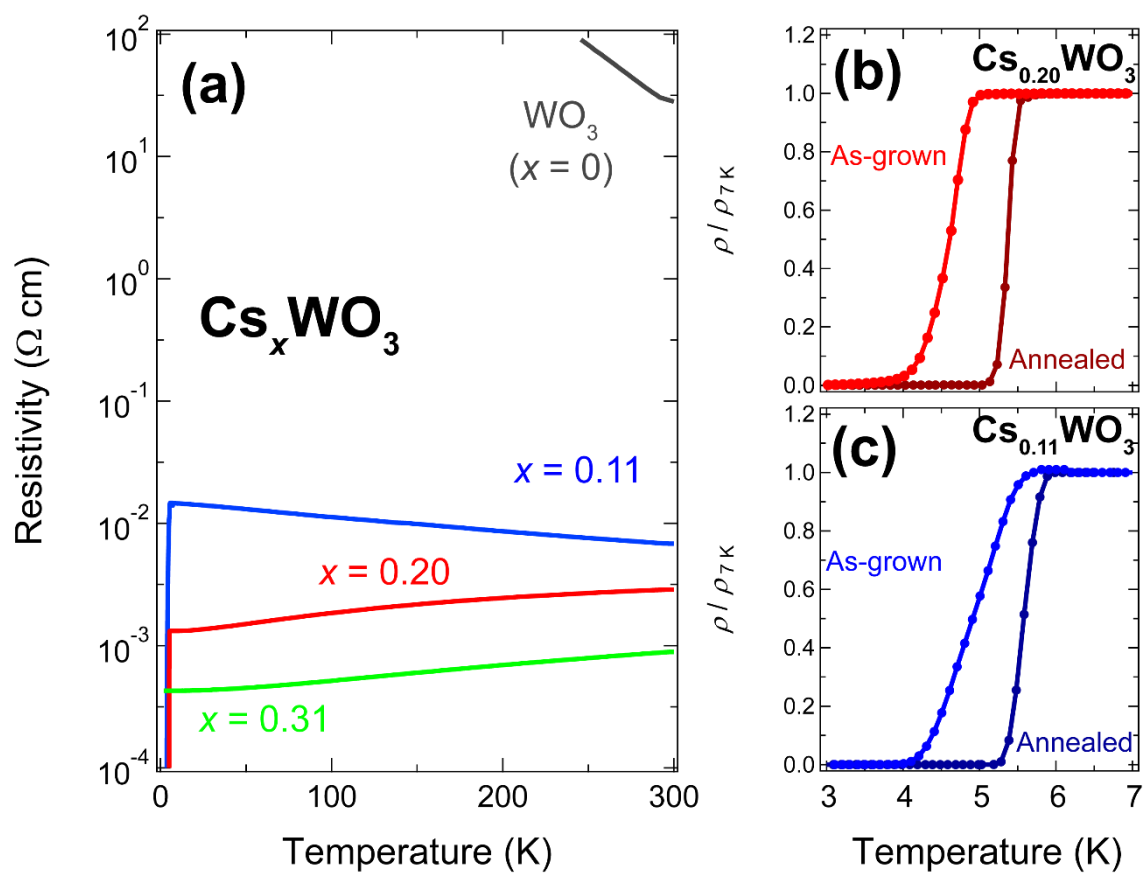 (a)
10²
10¹
10⁰
10⁻¹
10⁻²
10⁻³
10⁻⁴
Resistivity (Ω cm)
WO₃
(x = 0)
CsₓWO₃
x = 0.11
x = 0.20
x = 0.31
0
100
200
300
Temperature (K)
(b)
Cs₀.₂₀WO₃
1.2
1.0
0.8
0.6
0.4
0.2
0.0
ρ / ρ₇ K
As-grown
Annealed
(c)
Cs₀.₁₁WO₃
1.2
1.0
0.8
0.6
0.4
0.2
0.0
ρ / ρ₇ K
As-grown
Annealed
3
4
5
6
7
Temperature (K)